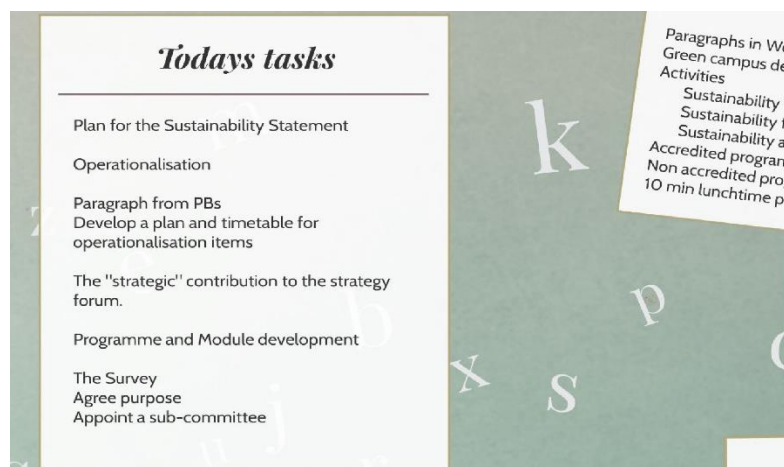 Todays tasks
Plan for the Sustainability Statement
Operationalisation
Paragraph from PBs
Develop a plan and timetable for
operationalisation items
The "strategic" contribution to the strategy
forum.
Programme and Module development
The Survey
Agree purpose
Appoint a sub-committee
Paragraphs in
Green campus
Activities
Sustainability
Sustainability
Sustainability
Accredited
Non accredited
10 min lunchtime
k
p
x
s
z
m
e
b
j
u